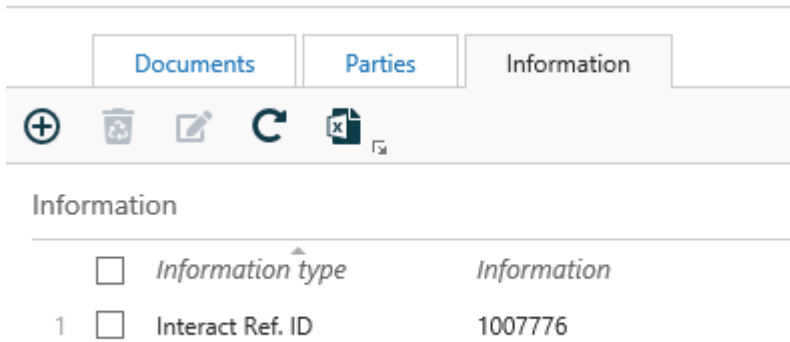 Documents Parties Information
Information
Information type Information
1 Interact Ref. ID 1007776